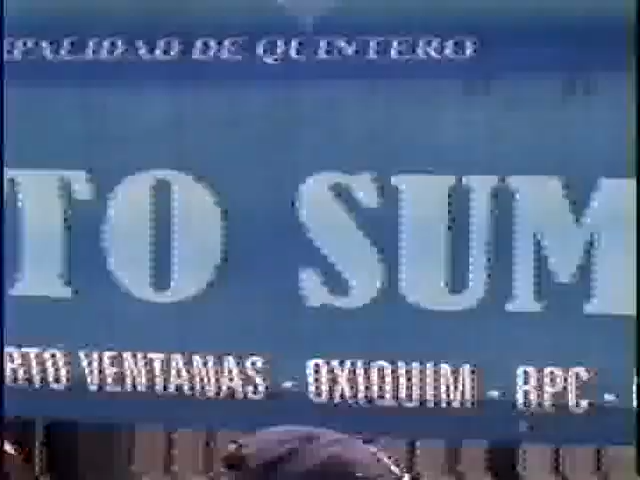 PALIDAD DE QUINTERO
TO SUM
RTO VENTANAS - OXIQUIM - RPC -